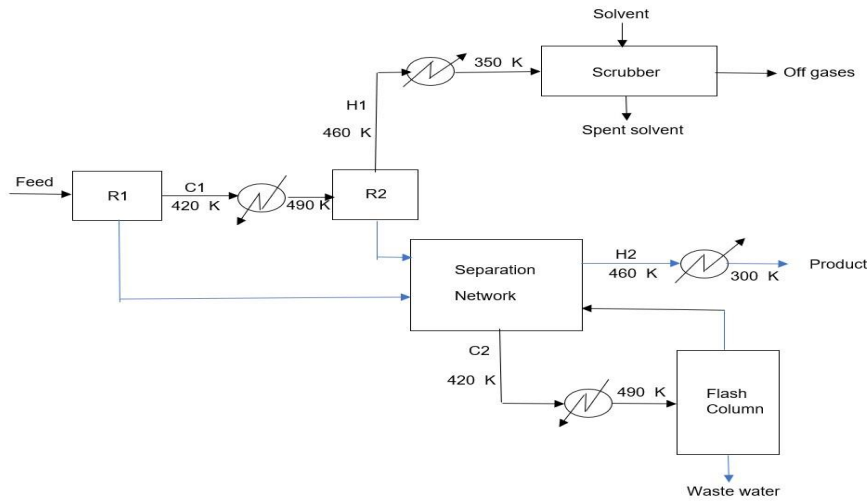 Solvent
350 K
Scrubber
Off gases
H1
460 K
Spent solvent
Feed
R1
C1
420 K
490 K
R2
Separation
Network
H2
460 K
300 K
Product
C2
420 K
490 K
Flash
Column
Waste water